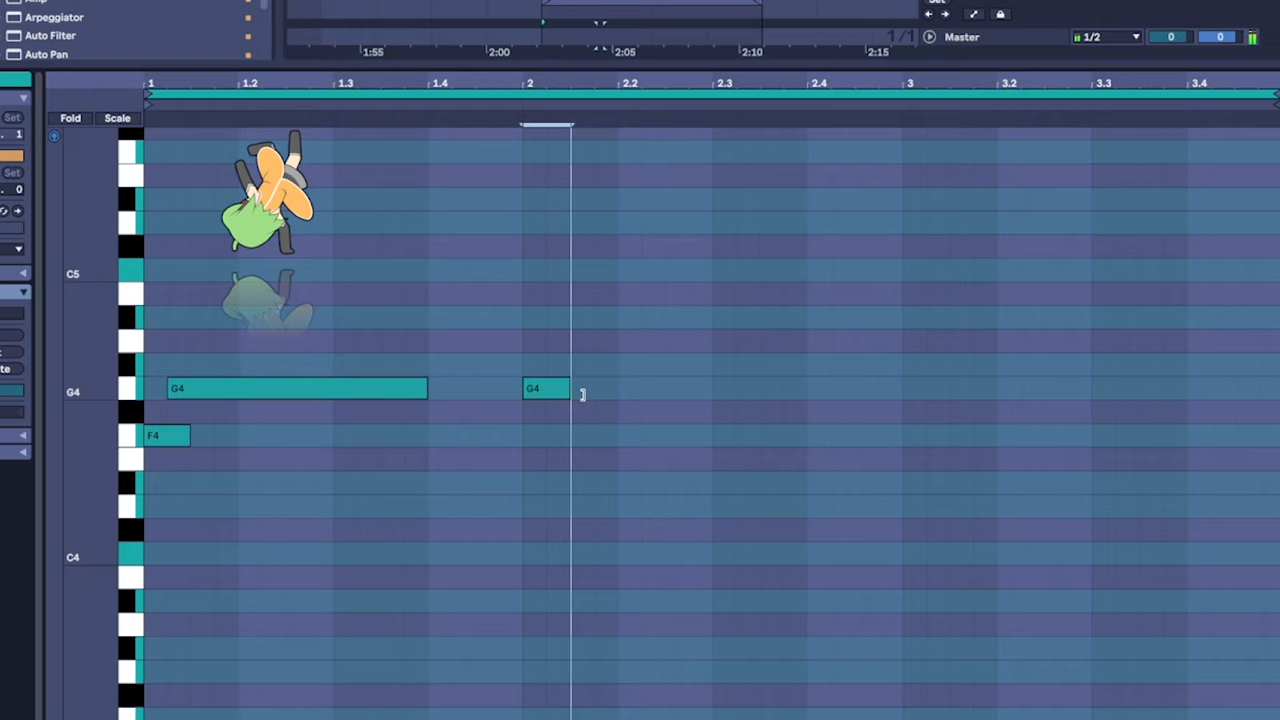 Set
Arpeggiator
Auto Filter
Auto Pan
1/1
Master
1/2
0
0
1:55
2:00
2:05
2:10
2:15
1
1.2
1.3
1.4
2
2.2
2.3
2.4
3
3.2
3.3
3.4
Fold
Scale
Set
1
Set
0
C5
G4
G4
G4
F4
C4